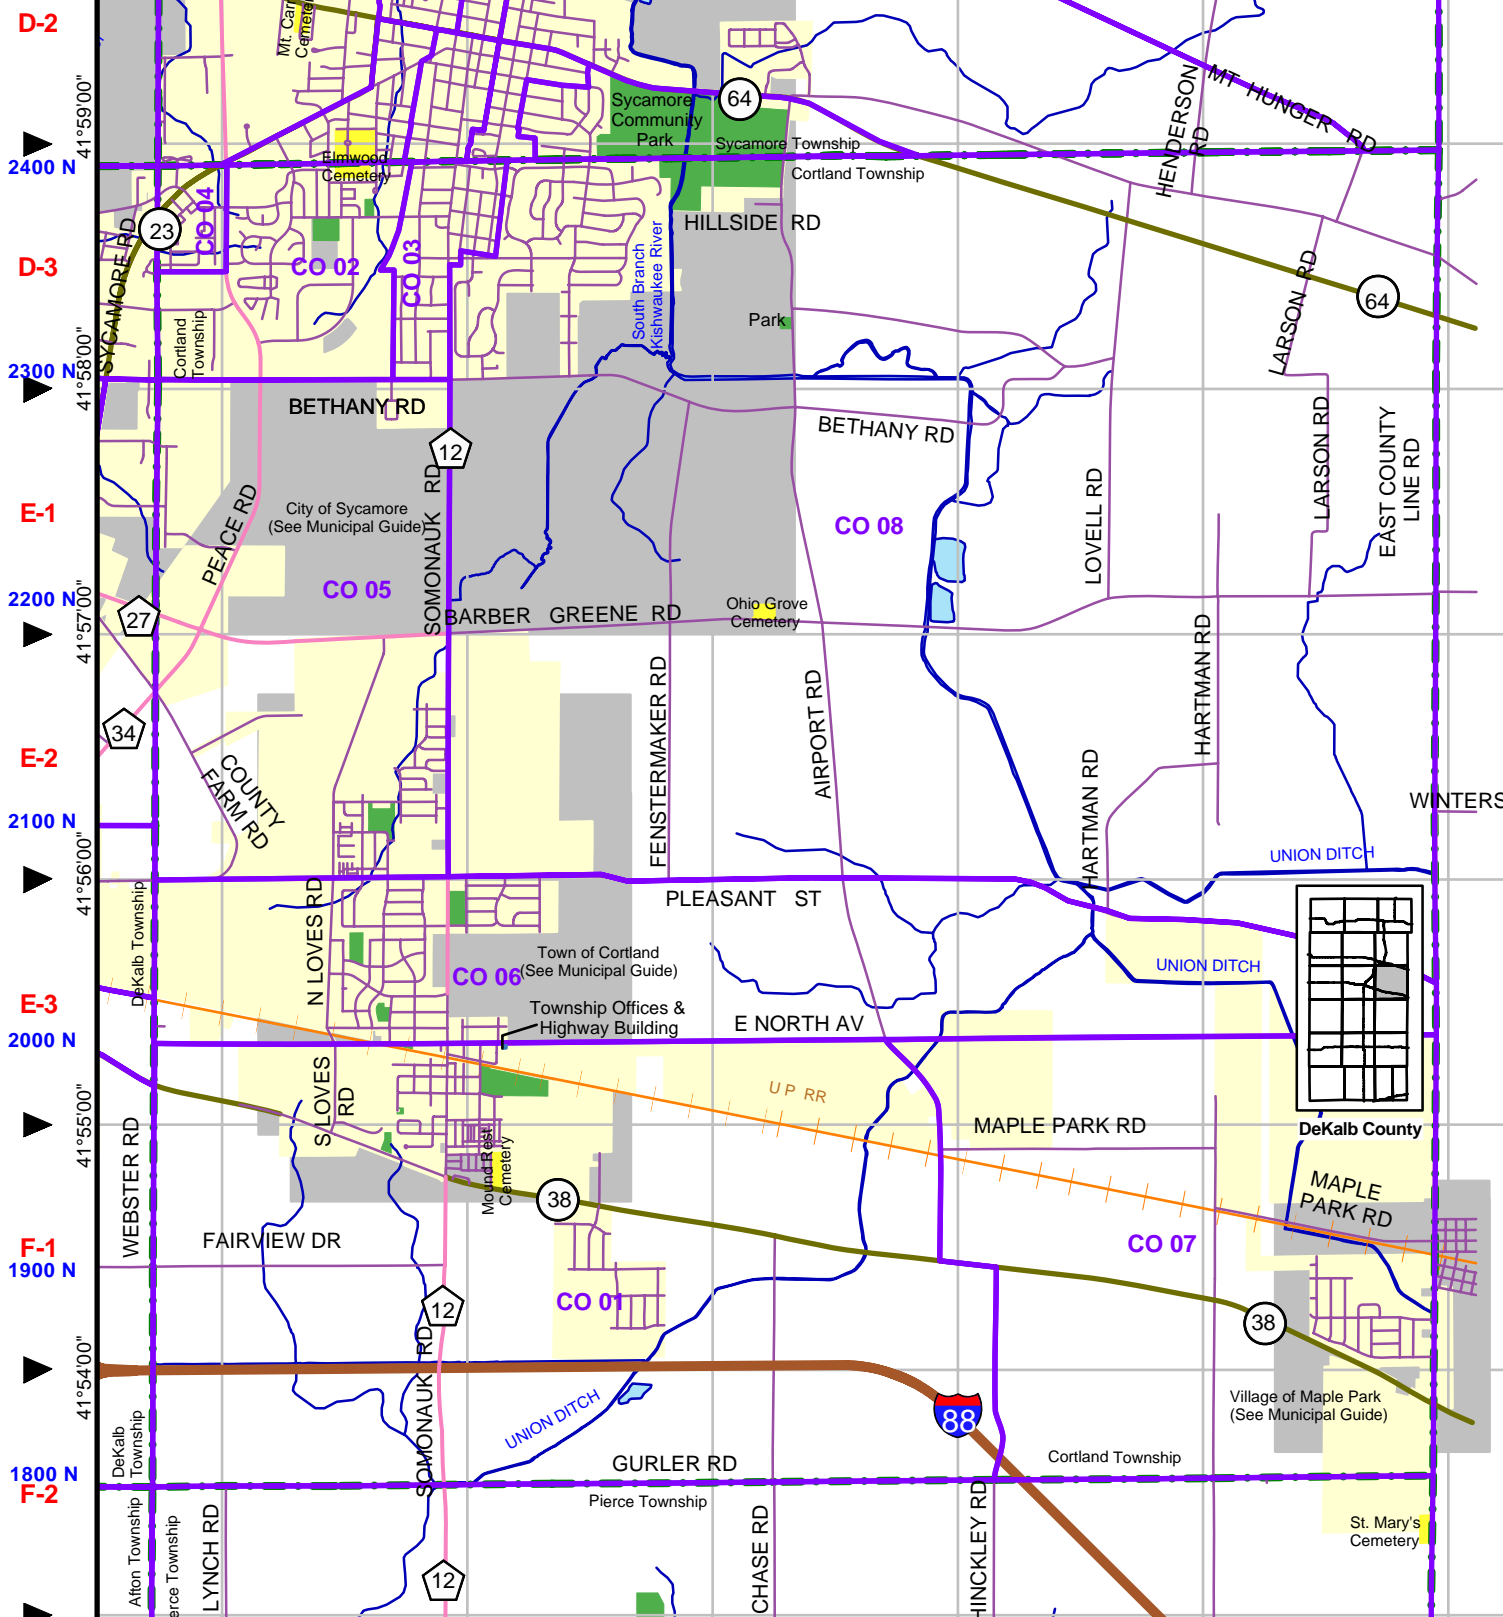 D-2
Mt. Carm
Cemete
41°59'00"
2400 N
64
Sycamore
Community
Park
Sycamore Township
Cortland Township
HENDERSON
RD
MT HUNGER RD
Elmwood
Cemetery
23
CO 04
SYCAMORE RD
D-3
CO 02
CO 03
HILLSIDE RD
South Branch
Kishwaukee River
64
LARSON RD
Cortland
Township
Park
41°58'00"
2300 N
BETHANY RD
BETHANY RD
12
SOMONAUK RD
E-1
PEACE RD
City of Sycamore
(See Municipal Guide)
CO 08
LOVELL RD
LARSON RD
EAST COUNTY
LINE RD
CO 05
2200 N
41°57'00"
27
BARBER GREENE RD
Ohio Grove
Cemetery
34
E-2
COUNTY
FARM RD
FENSTERMAKER RD
AIRPORT RD
HARTMAN RD
HARTMAN RD
WINTERS
2100 N
41°56'00"
UNION DITCH
PLEASANT ST
DeKalb Township
N LOVES RD
Town of Cortland
(See Municipal Guide)
CO 06
UNION DITCH
E-3
Township Offices &
Highway Building
E NORTH AV
2000 N
S LOVES
RD
U P RR
41°55'00"
MAPLE PARK RD
DeKalb County
WEBSTER RD
Mound Rest
Cemetery
38
MAPLE
PARK RD
F-1
FAIRVIEW DR
CO 07
1900 N
12
CO 01
38
41°54'00"
SOMONAUK RD
UNION DITCH
88
Village of Maple Park
(See Municipal Guide)
DeKalb
Township
GURLER RD
Cortland Township
1800 N
F-2
Pierce Township
Afton Township
erce Township
LYNCH RD
12
CHASE RD
HINCKLEY RD
St. Mary's
Cemetery